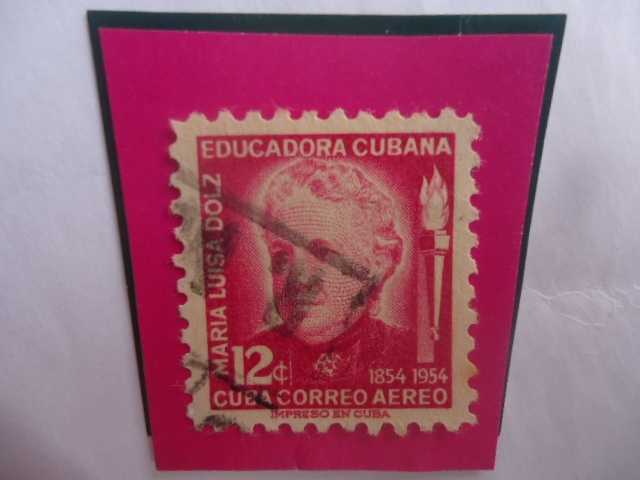 EDUCADORA CUBANA
MARIA LUISA DOLZ
12¢
1854 1954
CUBA CORREO AEREO
IMPRESO EN CUBA